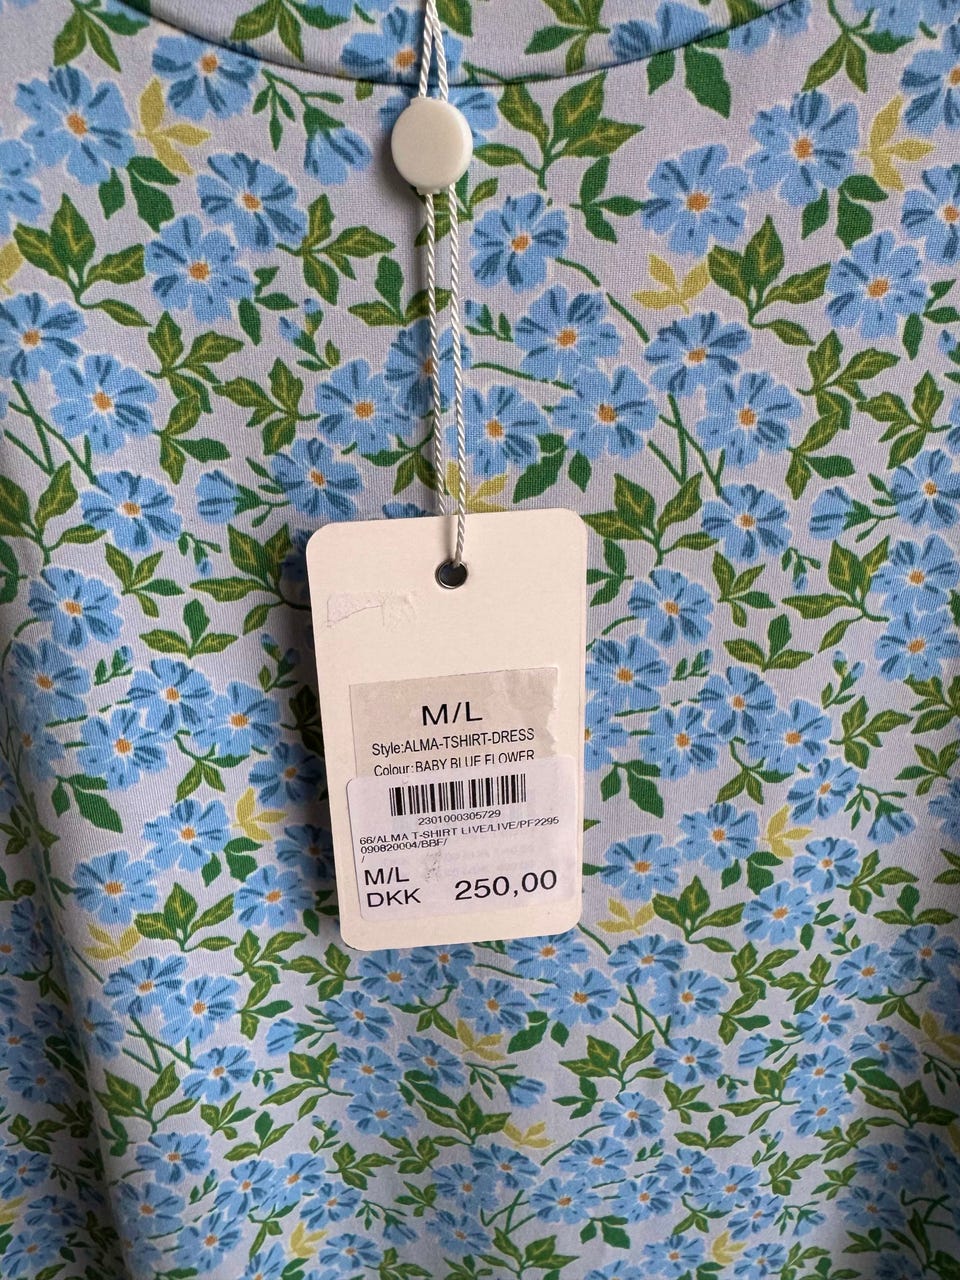 M/L
Style:ALMA-TSHIRT-DRESS
Colour:BABY BLUE FLOWER
2301000305729
66/ALMA T-SHIRT LIVE/LIVE/PF2295
090820004/BBF/
/
M/L
DKK 250,00